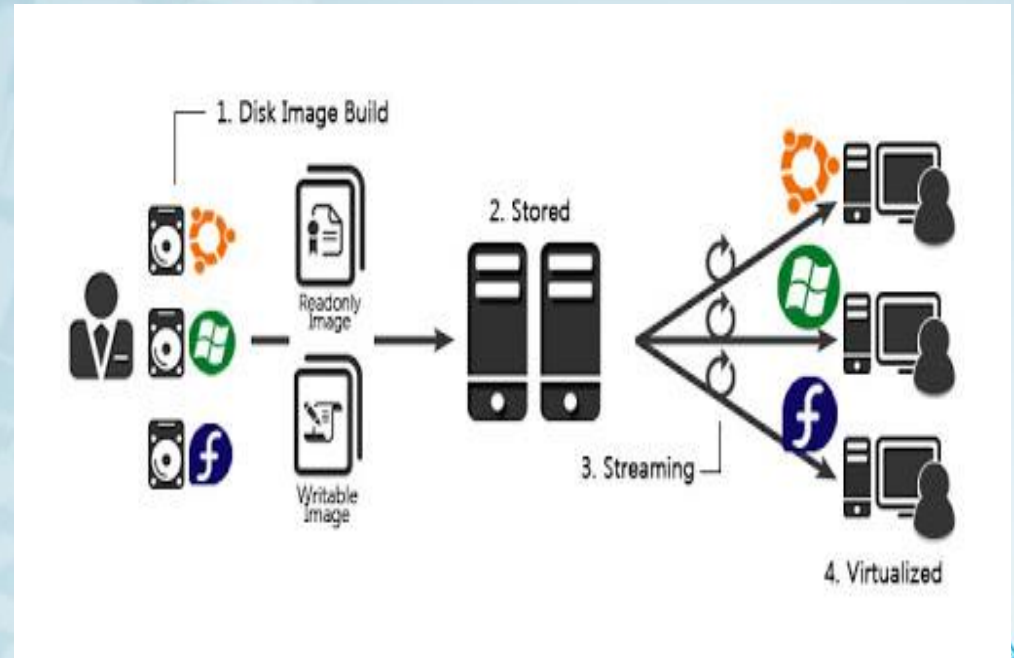 1. Disk Image Build
2. Stored
Readonly
Image
3. Streaming
Writable
Image
4. Virtualized